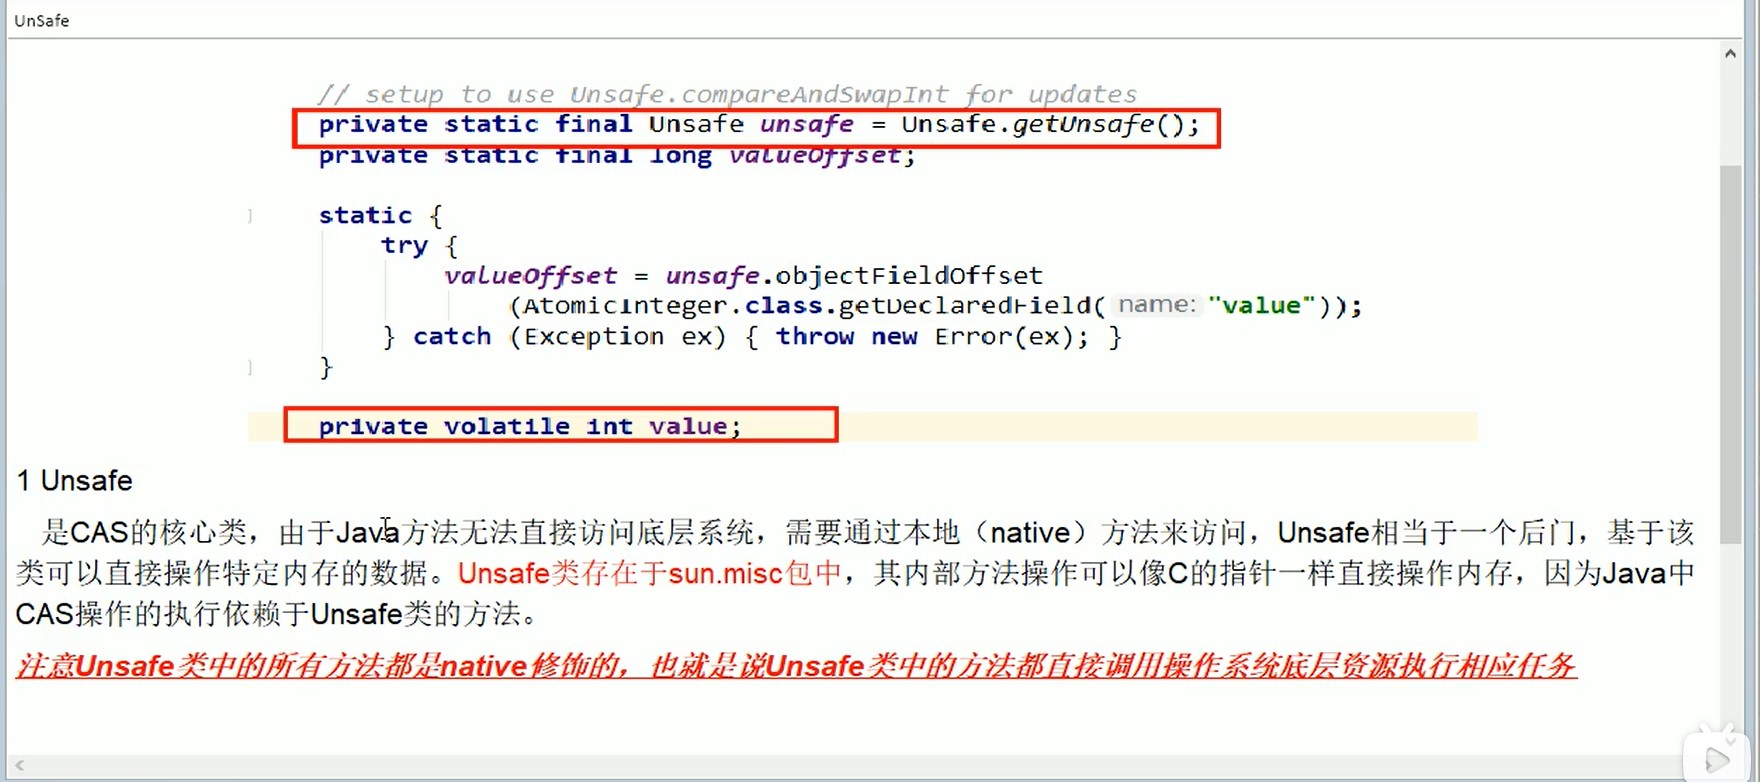 UnSafe
// setup to use Unsafe.compareAndSwapInt for updates
private static final Unsafe unsafe = Unsafe.getUnsafe();
private static final long valueOffset;
static {
try {
valueOffset = unsafe.objectFieldOffset
(AtomicInteger.class.getDeclaredField( name: "value"));
} catch (Exception ex) { throw new Error(ex); }
}
private volatile int value;
1 Unsafe
是CAS的核心类，由于Java方法无法直接访问底层系统，需要通过本地（native）方法来访问，Unsafe相当于一个后门，基于该
类可以直接操作特定内存的数据。Unsafe类存在于sun.misc包中，其内部方法操作可以像C的指针一样直接操作内存，因为Java中
CAS操作的执行依赖于Unsafe类的方法。
注意Unsafe类中的所有方法都是native修饰的，也就是说Unsafe类中的方法都直接调用操作系统底层资源执行相应任务